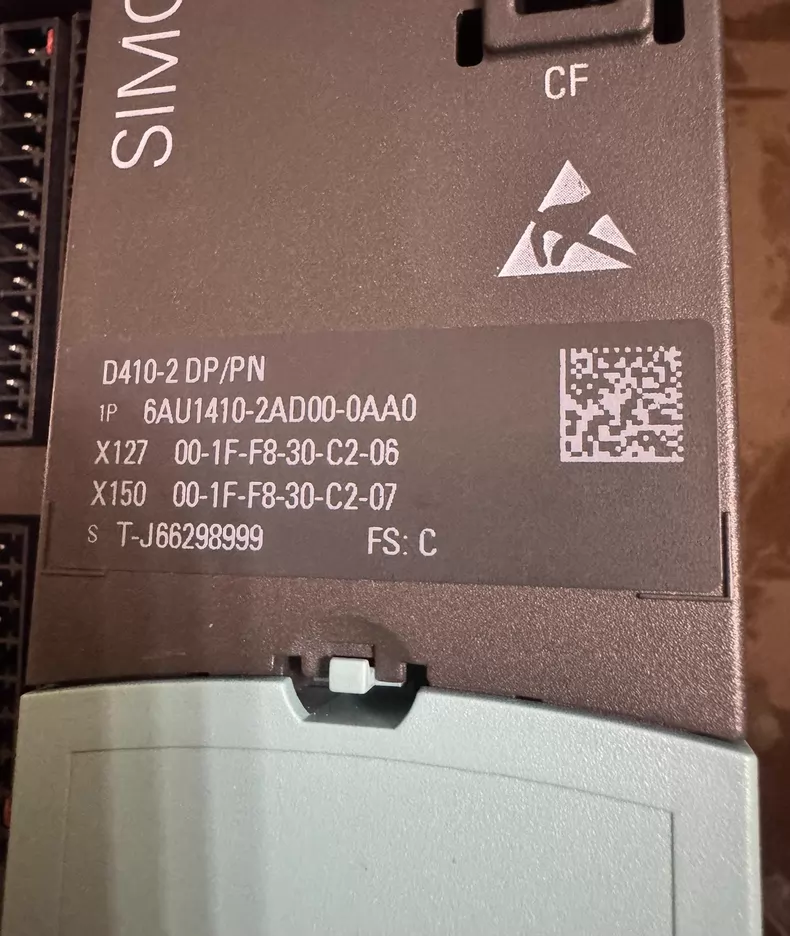 SIMO
CF
D410-2 DP/PN
1P 6AU1410-2AD00-0AA0
X127 00-1F-F8-30-C2-06
X150 00-1F-F8-30-C2-07
S T-J66298999 FS: C